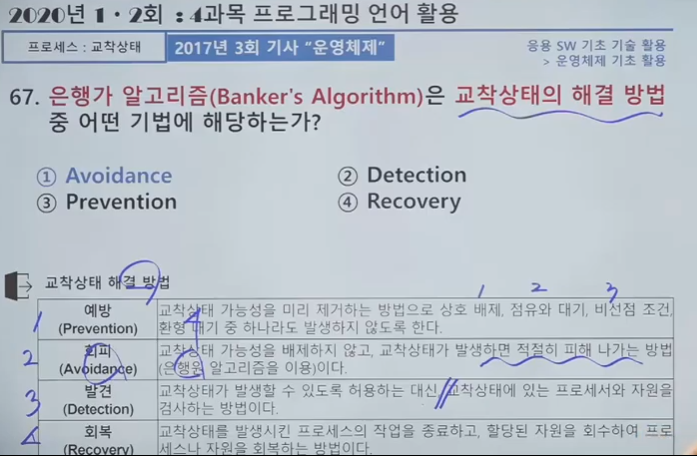 2020년 1·2회 : 4과목 프로그래밍 언어 활용
프로세스 : 교착상태 2017년 3회 기사 “운영체제” 응용 SW 기초 기술 활용
> 운영체제 기초 활용
67. 은행가 알고리즘(Banker's Algorithm)은 교착상태의 해결 방법
중 어떤 기법에 해당하는가?
① Avoidance ② Detection
③ Prevention ④ Recovery
교착상태 해결 방법
1 2 3
4
1 예방 교착상태 가능성을 미리 제거하는 방법으로 상호 배제, 점유와 대기, 비선점 조건,
(Prevention) 환형 대기 중 하나라도 발생하지 않도록 한다.
2 회피 교착상태 가능성을 배제하지 않고, 교착상태가 발생하면 적절히 피해 나가는 방법
(Avoidance) (은행원 알고리즘을 이용)이다.
3 발견 교착상태가 발생할 수 있도록 허용하는 대신 교착상태에 있는 프로세서와 자원을
(Detection) 검사하는 방법이다.
4 회복 교착상태를 발생시킨 프로세스의 작업을 종료하고, 할당된 자원을 회수하여 프로
(Recovery) 세스나 자원을 회복하는 방법이다.